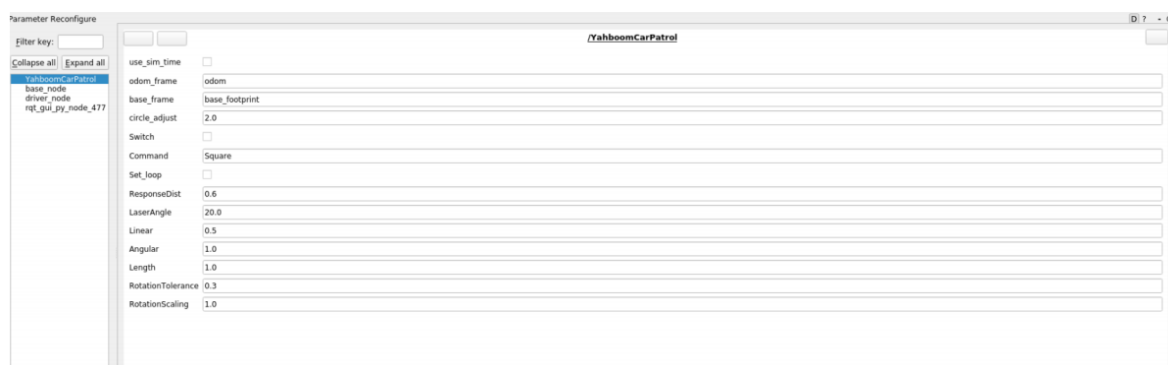 Parameter Reconfigure
D ? -
Filter key:
Collapse all Expand all
YahboomCarPatrol
base_node
driver_node
rqt_gui_py_node_477
/YahboomCarPatrol
use_sim_time
odom_frame odom
base_frame base_footprint
circle_adjust 2.0
Switch
Command Square
Set_loop
ResponseDist 0.6
LaserAngle 20.0
Linear 0.5
Angular 1.0
Length 1.0
RotationTolerance 0.3
RotationScaling 1.0